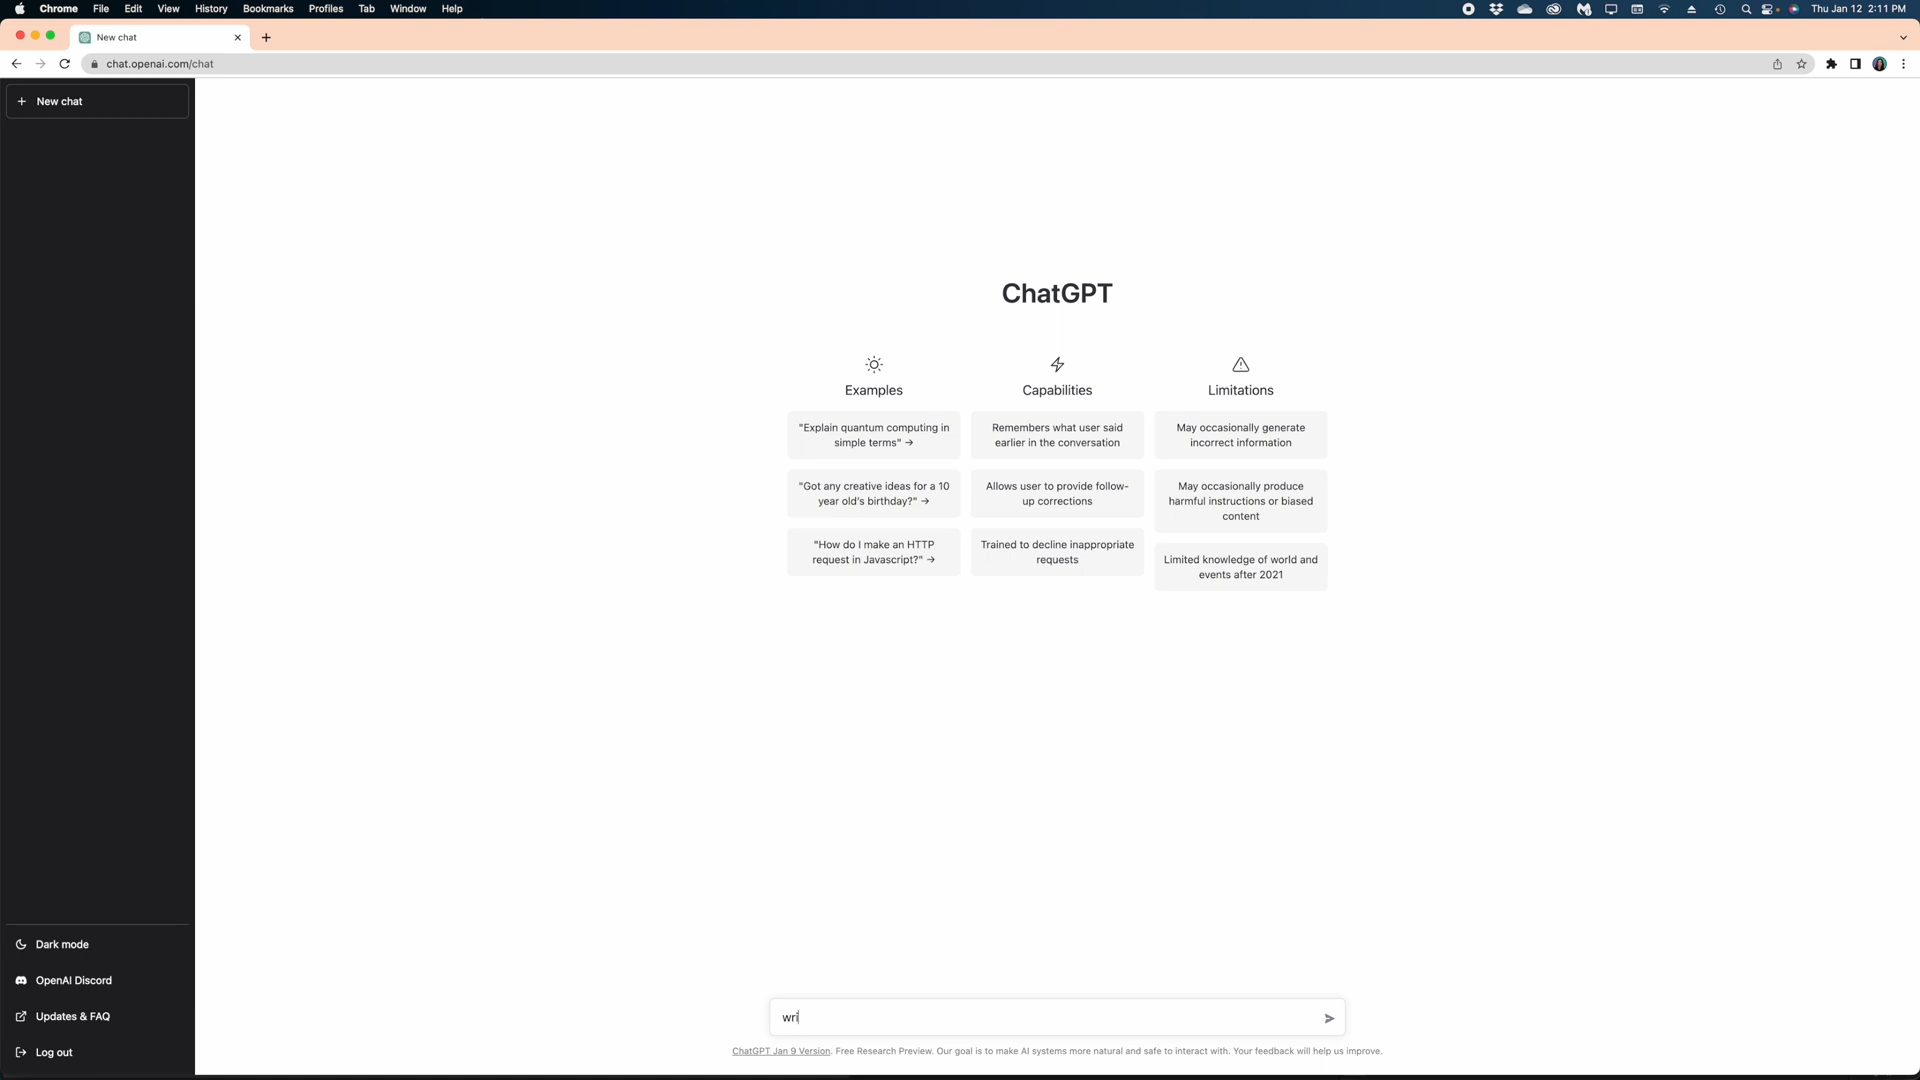 Chrome File Edit View History Bookmarks Profiles Tab Window Help Thu Jan 12 2:11 PM
New chat
chat.openai.com/chat
New chat
ChatGPT
Examples
"Explain quantum computing in
simple terms" →
"Got any creative ideas for a 10
year old's birthday?" →
"How do I make an HTTP
request in Javascript?" →
Capabilities
Remembers what user said
earlier in the conversation
Allows user to provide follow-
up corrections
Trained to decline inappropriate
requests
Limitations
May occasionally generate
incorrect information
May occasionally produce
harmful instructions or biased
content
Limited knowledge of world and
events after 2021
Dark mode
OpenAI Discord
Updates & FAQ
Log out
wri
ChatGPT Jan 9 Version. Free Research Preview. Our goal is to make AI systems more natural and safe to interact with. Your feedback will help us improve.